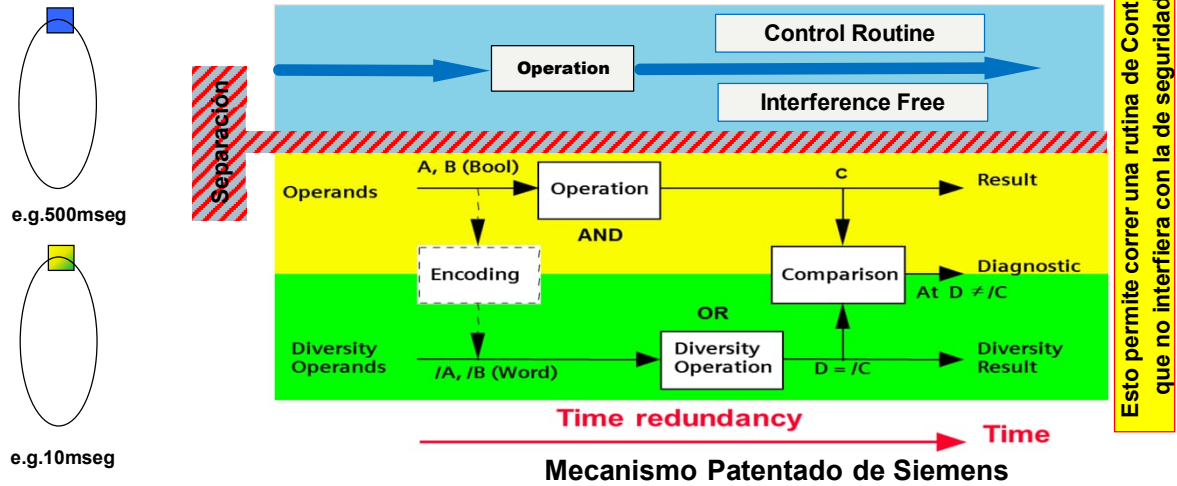 e.g.500mseg
e.g.10mseg
Separación
Control Routine
Operation
Interference Free
A, B (Bool)
Operands
Operation
C
Result
AND
Encoding
Comparison
Diagnostic
At D ≠ /C
OR
Diversity
Operands
/A, /B (Word)
Diversity
Operation
D = /C
Diversity
Result
Time redundancy
Time
Mecanismo Patentado de Siemens
Esto permite correr una rutina de Cont
que no interfiera con la de seguridad